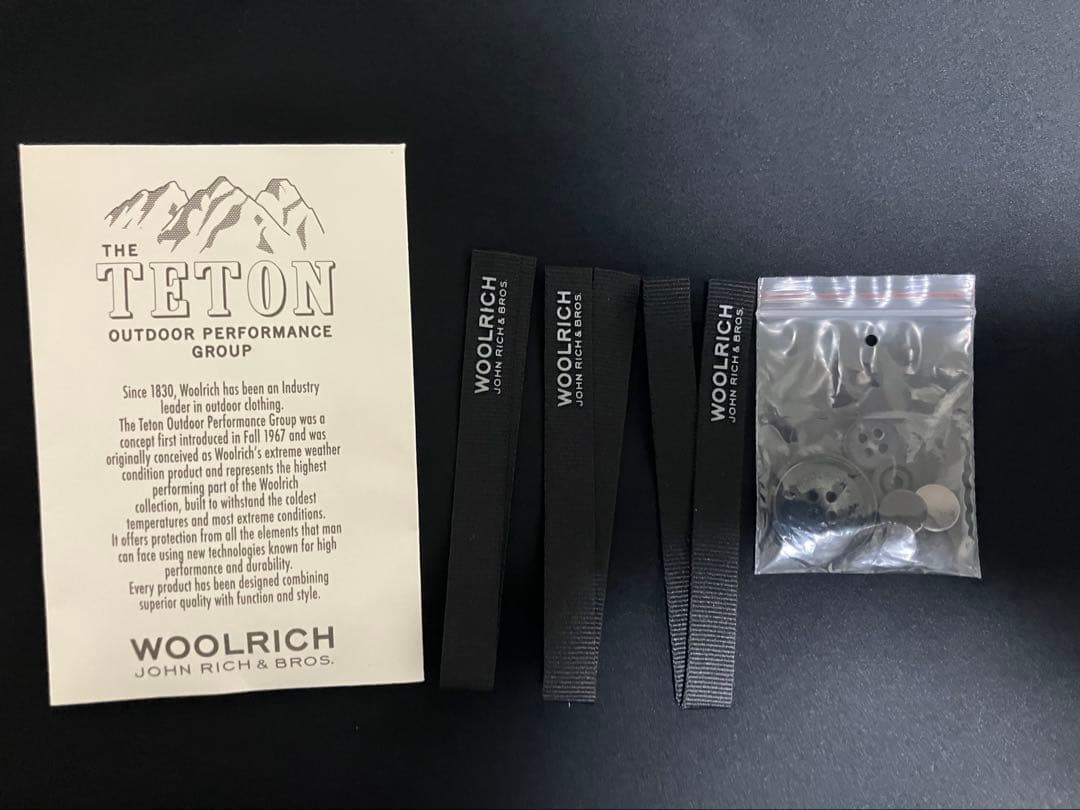 THE
TETON
OUTDOOR PERFORMANCE
GROUP
Since 1830, Woolrich has been an Industry
leader in outdoor clothing.
The Teton Outdoor Performance Group was a
concept first introduced in Fall 1967 and was
originally conceived as Woolrich's extreme weather
condition product and represents the highest
performing part of the Woolrich
collection, built to withstand the coldest
temperatures and most extreme conditions.
It offers protection from all the elements that man
can face using new technologies known for high
performance and durability.
Every product has been designed combining
superior quality with function and style.
WOOLRICH
JOHN RICH & BROS.
WOOLRICH
JOHN RICH & BROS.
WOOLRICH
JOHN RICH & BROS.
WOOLRICH
JOHN RICH & BROS.